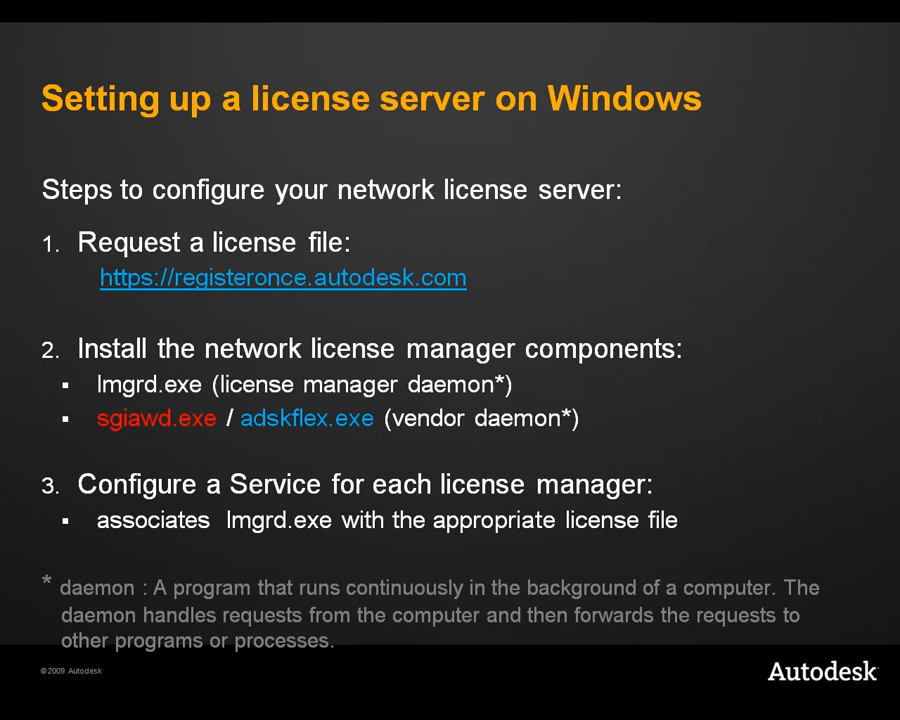 Setting up a license server on Windows
Steps to configure your network license server:
1. Request a license file:
https://registeronce.autodesk.com
2. Install the network license manager components:
▪ lmgrd.exe (license manager daemon*)
▪ sgiawd.exe / adskflex.exe (vendor daemon*)
3. Configure a Service for each license manager:
▪ associates lmgrd.exe with the appropriate license file
* daemon : A program that runs continuously in the background of a computer. The
daemon handles requests from the computer and then forwards the requests to
other programs or processes.
©2009 Autodesk
Autodesk